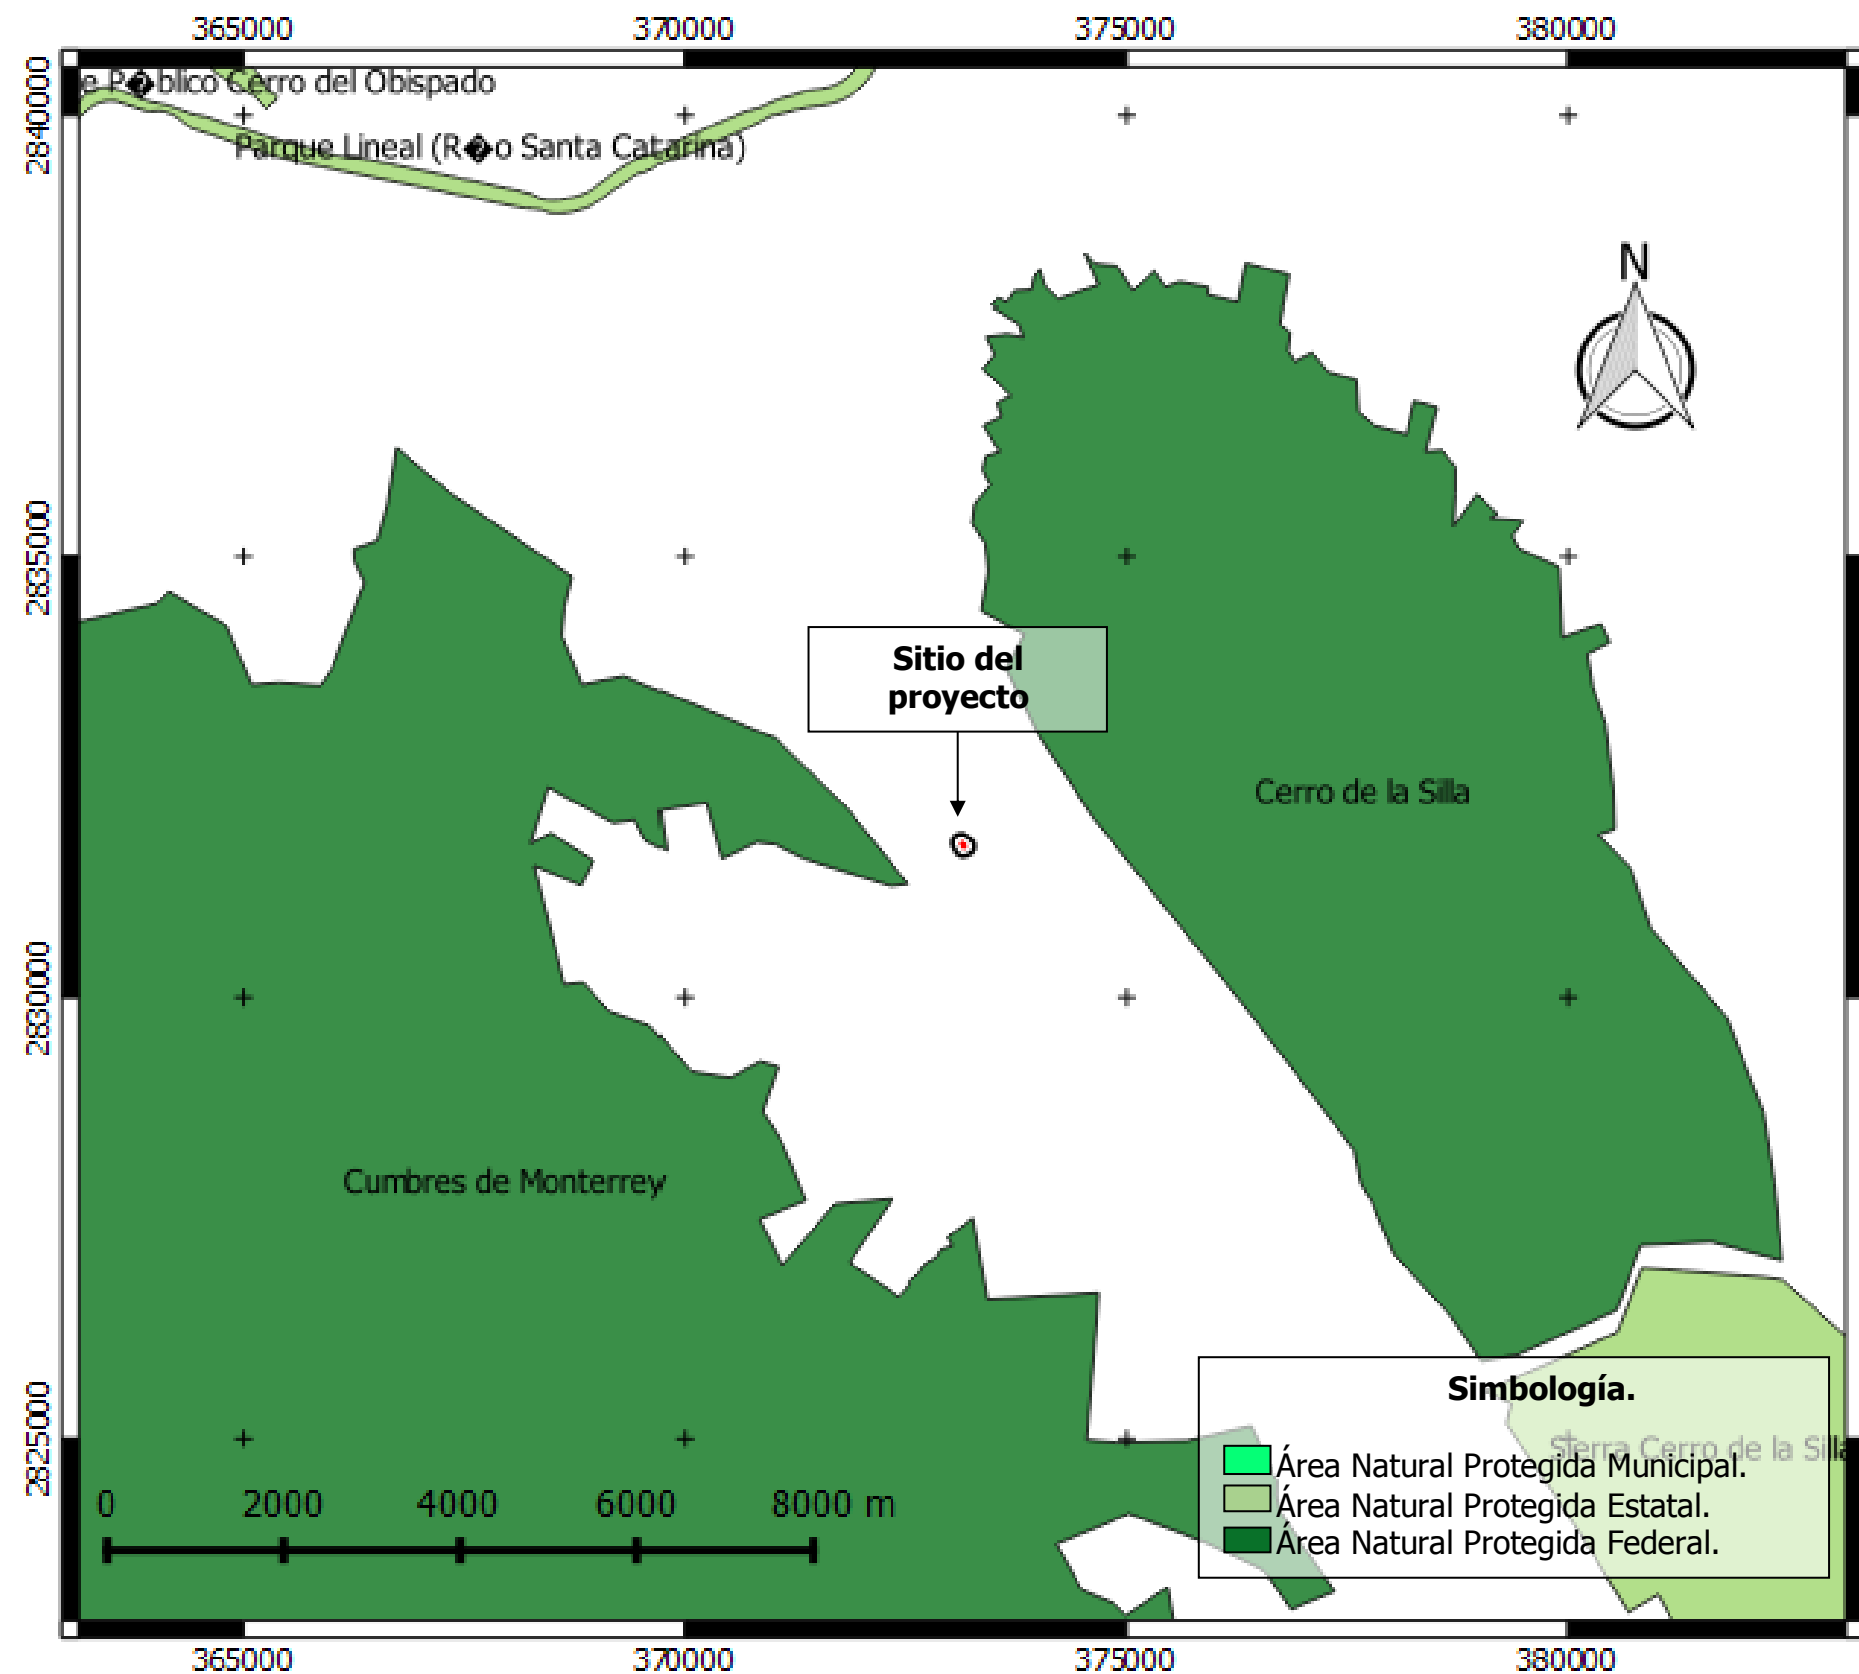 365000 370000 375000 380000
2840000
e P�blico Cerro del Obispado
Parque Lineal (R�o Santa Catarina)
N
2835000
Sitio del
proyecto
Cerro de la Silla
2830000
Cumbres de Monterrey
2825000
Simbología.
Sierra Cerro de la Silla
Área Natural Protegida Municipal.
Área Natural Protegida Estatal.
Área Natural Protegida Federal.
0 2000 4000 6000 8000 m
365000 370000 375000 380000